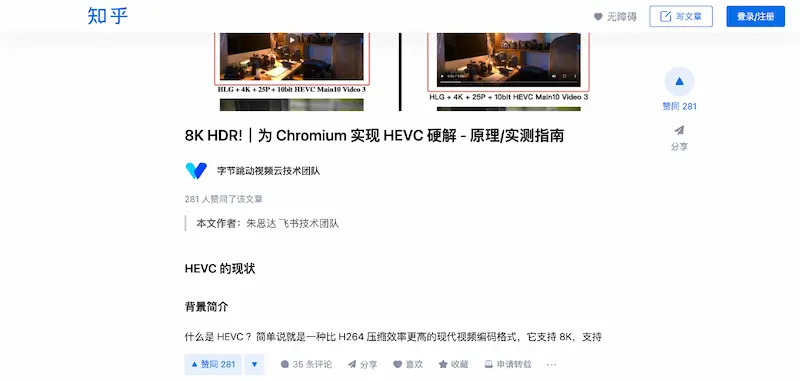 知乎
无障碍
写文章
登录/注册
HLG + 4K + 25P + 10bit HEVC Main10 Video 3
HLG + 4K + 25P + 10bit HEVC Main10 Video 3
赞同 281
分享
8K HDR!｜为 Chromium 实现 HEVC 硬解 - 原理/实测指南
字节跳动视频云技术团队
281 人赞同了该文章
本文作者：朱思达 飞书技术团队
HEVC 的现状
背景简介
什么是 HEVC？ 简单说就是一种比 H264 压缩效率更高的现代视频编码格式，它支持 8K，支持
赞同 281
35 条评论
分享
喜欢
收藏
申请转载